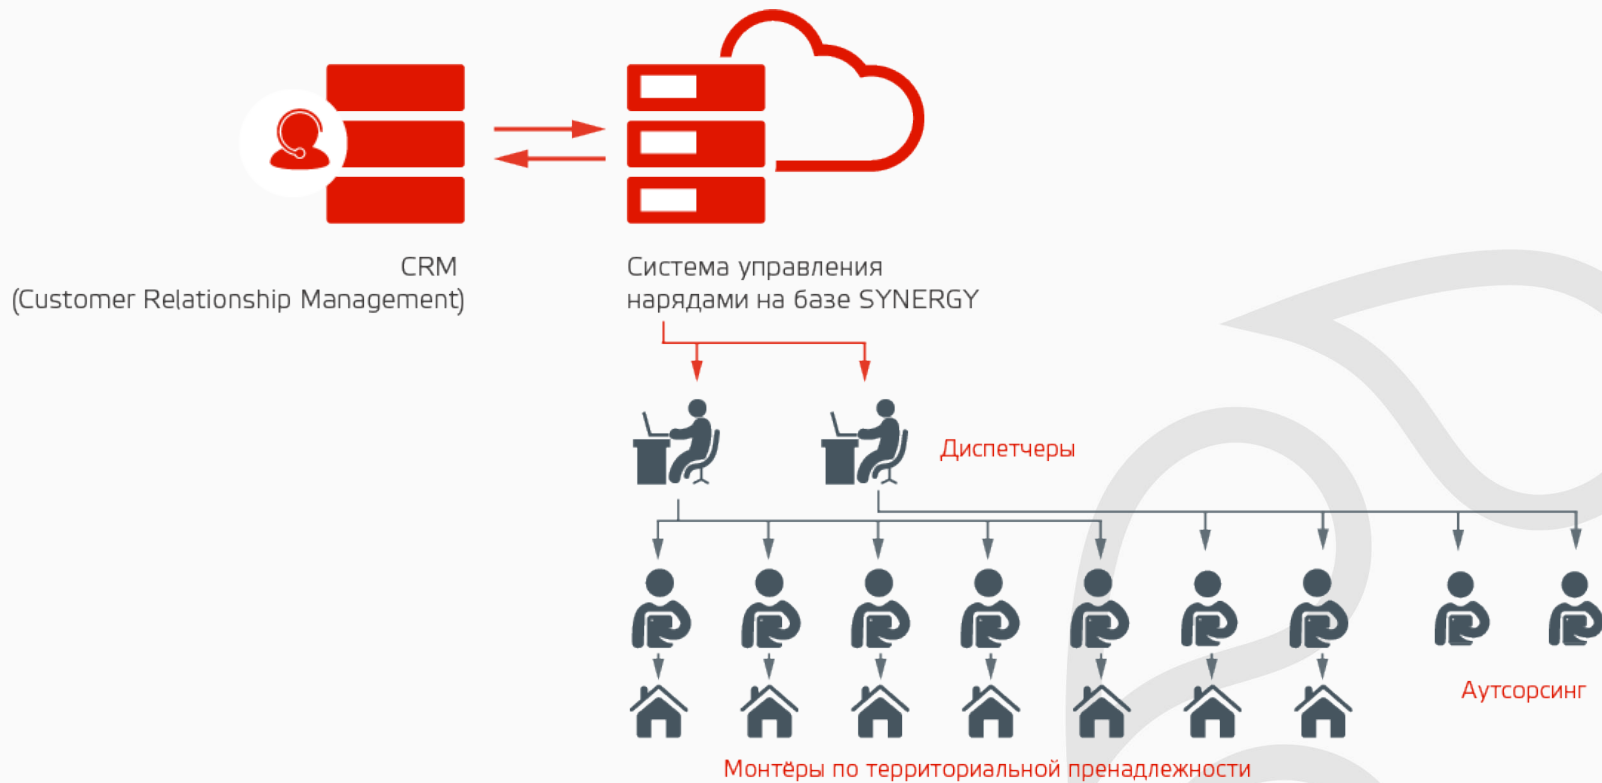 CRM
(Customer Relationship Management)
Система управления
нарядами на базе SYNERGY
Диспетчеры
Аутсорсинг
Монтёры по территориальной пренадлежности